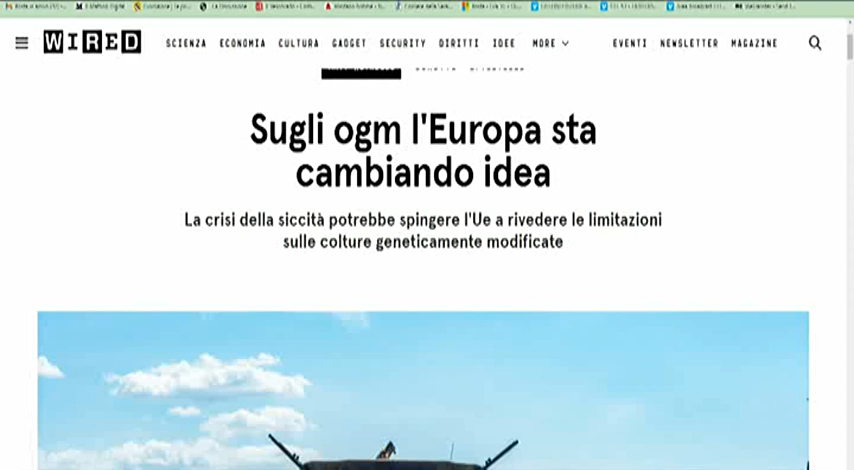 WIRED
SCIENZA ECONOMIA CULTURA GADGET SECURITY DIRITTI IDEE MORE EVENTI NEWSLETTER MAGAZINE
Sugli ogm l'Europa sta
cambiando idea
La crisi della siccità potrebbe spingere l'Ue a rivedere le limitazioni
sulle colture geneticamente modificate